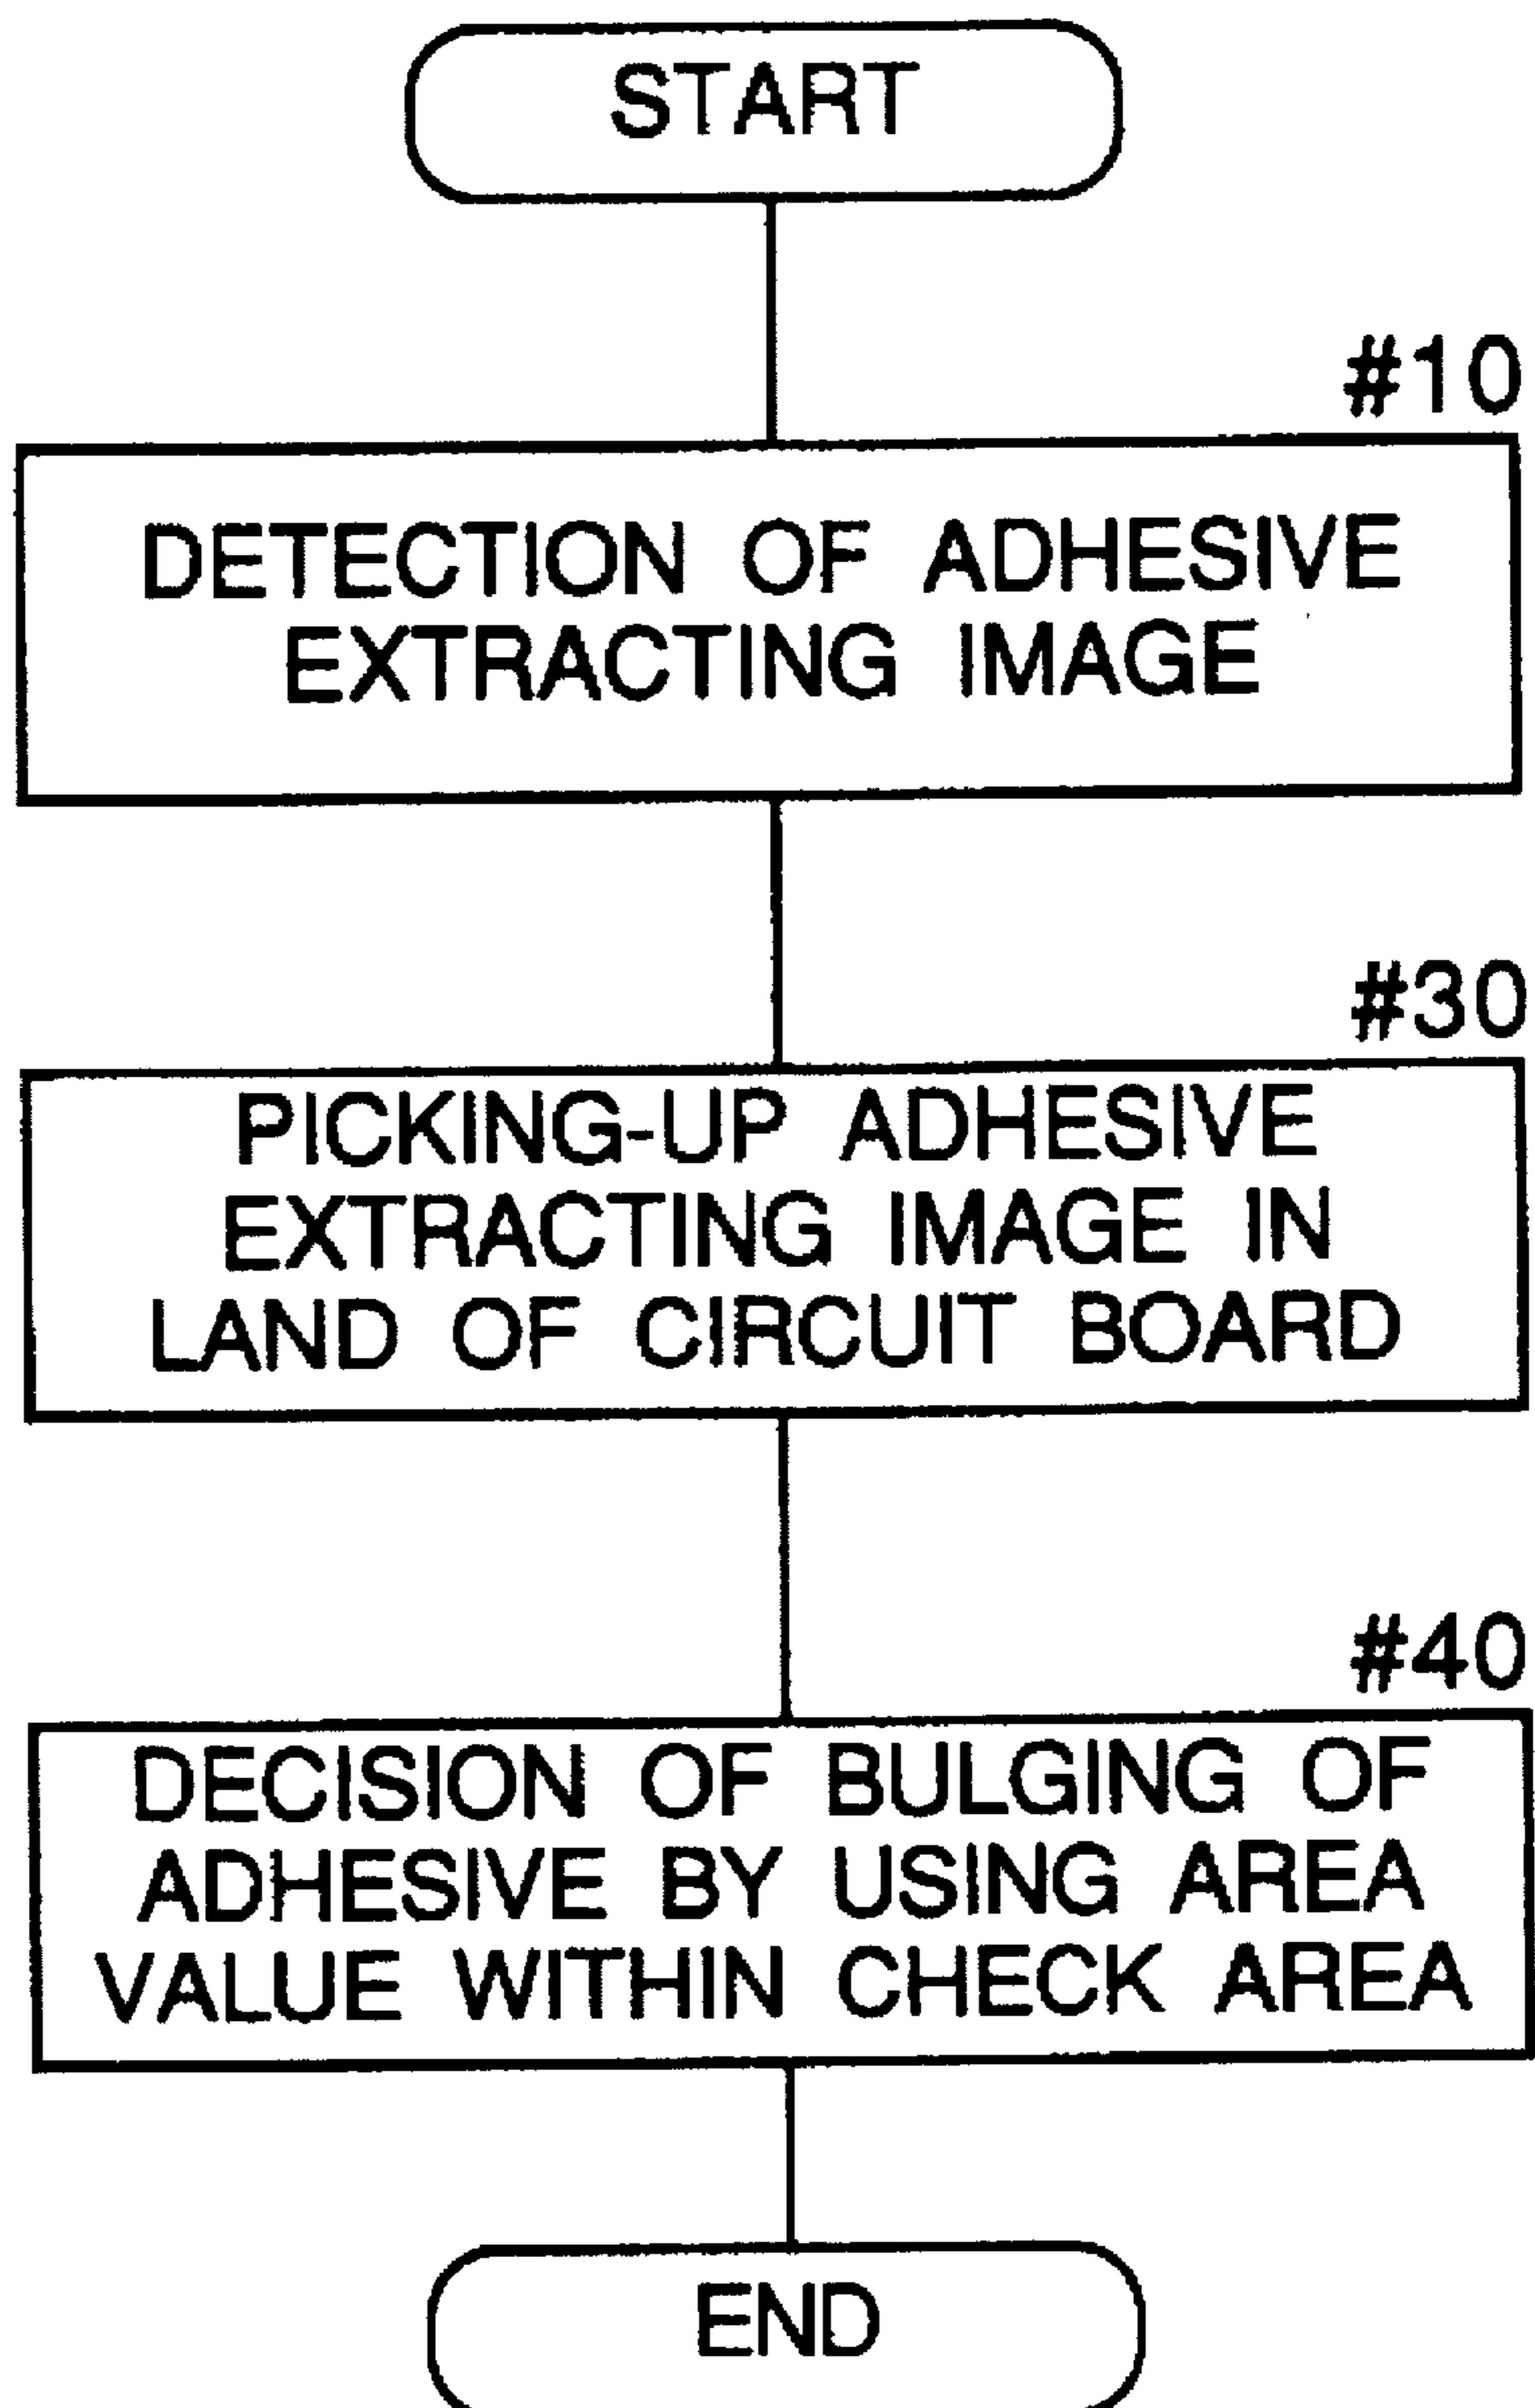 START
#10
DETECTION OF ADHESIVE
EXTRACTING IMAGE
#30
PICKING-UP ADHESIVE
EXTRACTING IMAGE IN
LAND OF CIRCUIT BOARD
#40
DECISION OF BULGING OF
ADHESIVE BY USING AREA
VALUE WITHIN CHECK AREA
END